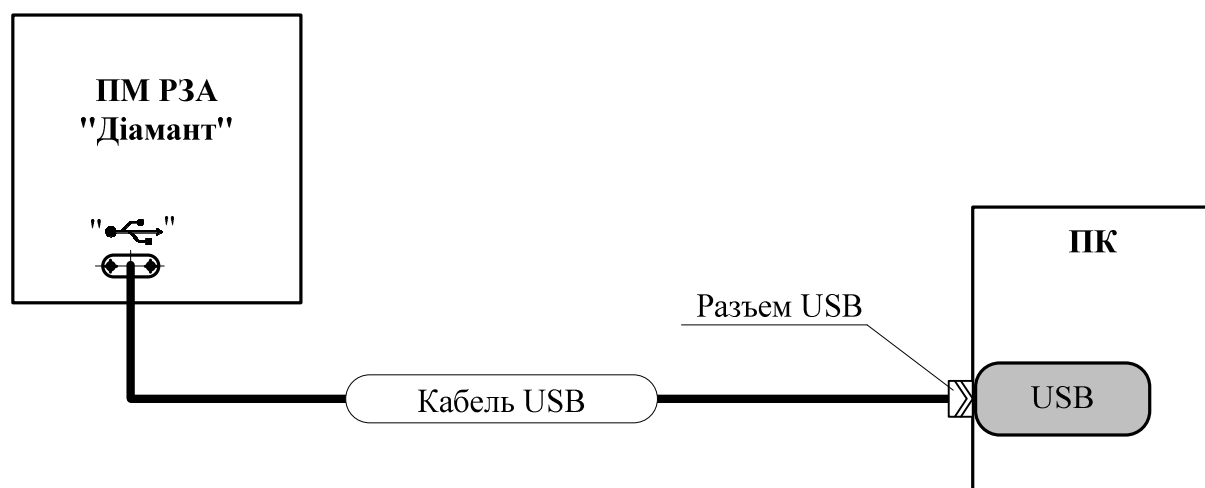 ПМ РЗА
"Діамант"
" "
ПК
Разъем USB
Кабель USB
USB